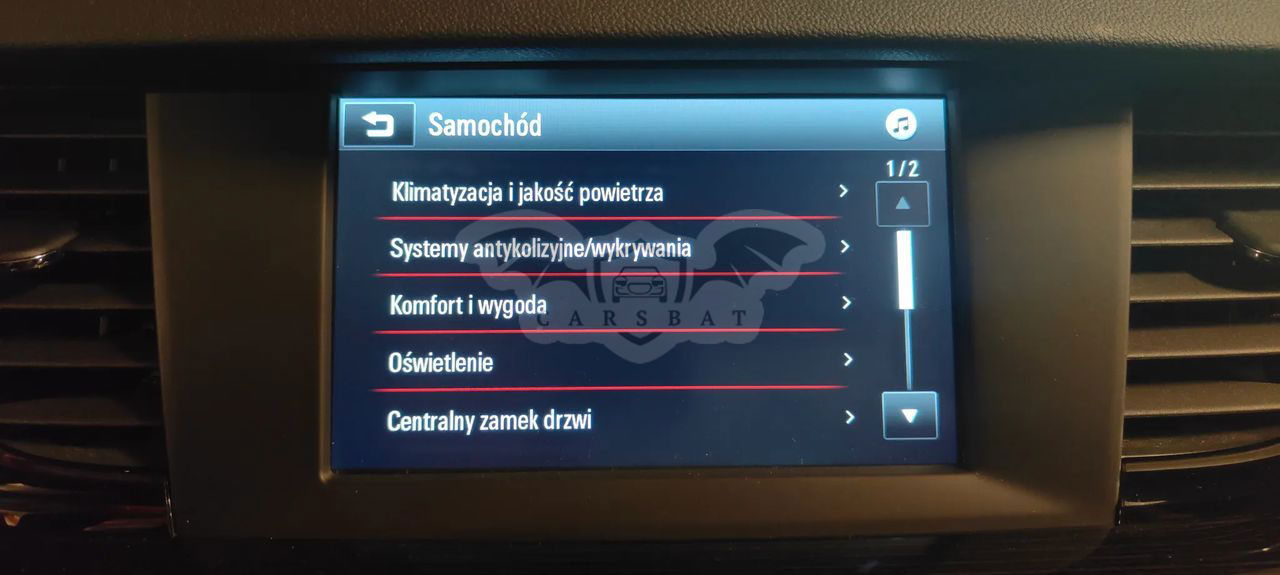 Samochód
1/2
Klimatyzacja i jakość powietrza
Systemy antykolizyjne/wykrywania
Komfort i wygoda
CARSBAT
Oświetlenie
Centralny zamek drzwi